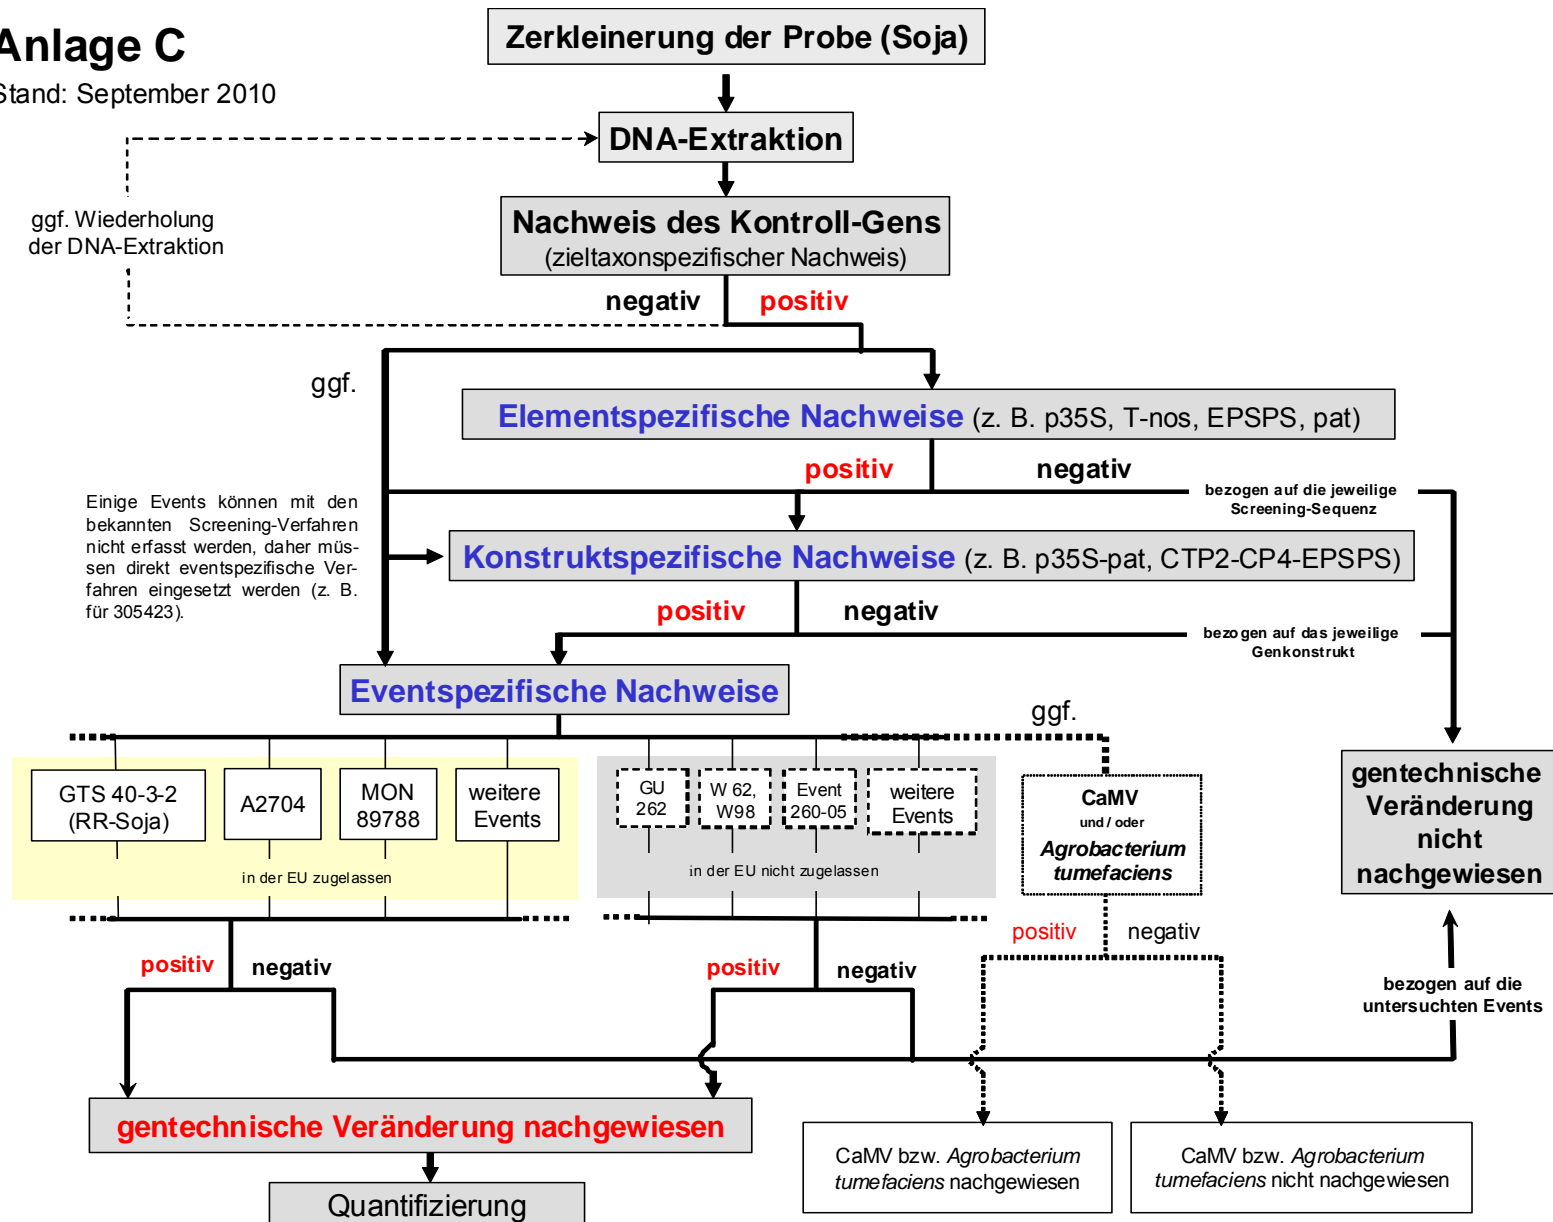 Anlage C
Stand: September 2010
Zerkleinerung der Probe (Soja)
DNA-Extraktion
ggf. Wiederholung
der DNA-Extraktion
Nachweis des Kontroll-Gens
(zieltaxonspezifischer Nachweis)
negativ positiv
ggf.
Elementspezifische Nachweise (z. B. p35S, T-nos, EPSPS, pat)
positiv negativ
bezogen auf die jeweilige
Screening-Sequenz
Einige Events können mit den
bekannten Screening-Verfahren
nicht erfasst werden, daher müs-
sen direkt eventspezifische Ver-
fahren eingesetzt werden (z. B.
für 305423).
Konstruktspezifische Nachweise (z. B. p35S-pat, CTP2-CP4-EPSPS)
positiv negativ
bezogen auf das jeweilige
Genkonstrukt
Eventspezifische Nachweise
ggf.
GTS 40-3-2
(RR-Soja)
A2704
MON
89788
weitere
Events
in der EU zugelassen
GU
262
W 62,
W98
Event
260-05
weitere
Events
in der EU nicht zugelassen
CaMV
und / oder
Agrobacterium
tumefaciens
gentechnische
Veränderung
nicht
nachgewiesen
positiv negativ
positiv negativ
positiv negativ
bezogen auf die
untersuchten Events
gentechnische Veränderung nachgewiesen
Quantifizierung
CaMV bzw. Agrobacterium
tumefaciens nachgewiesen
CaMV bzw. Agrobacterium
tumefaciens nicht nachgewiesen